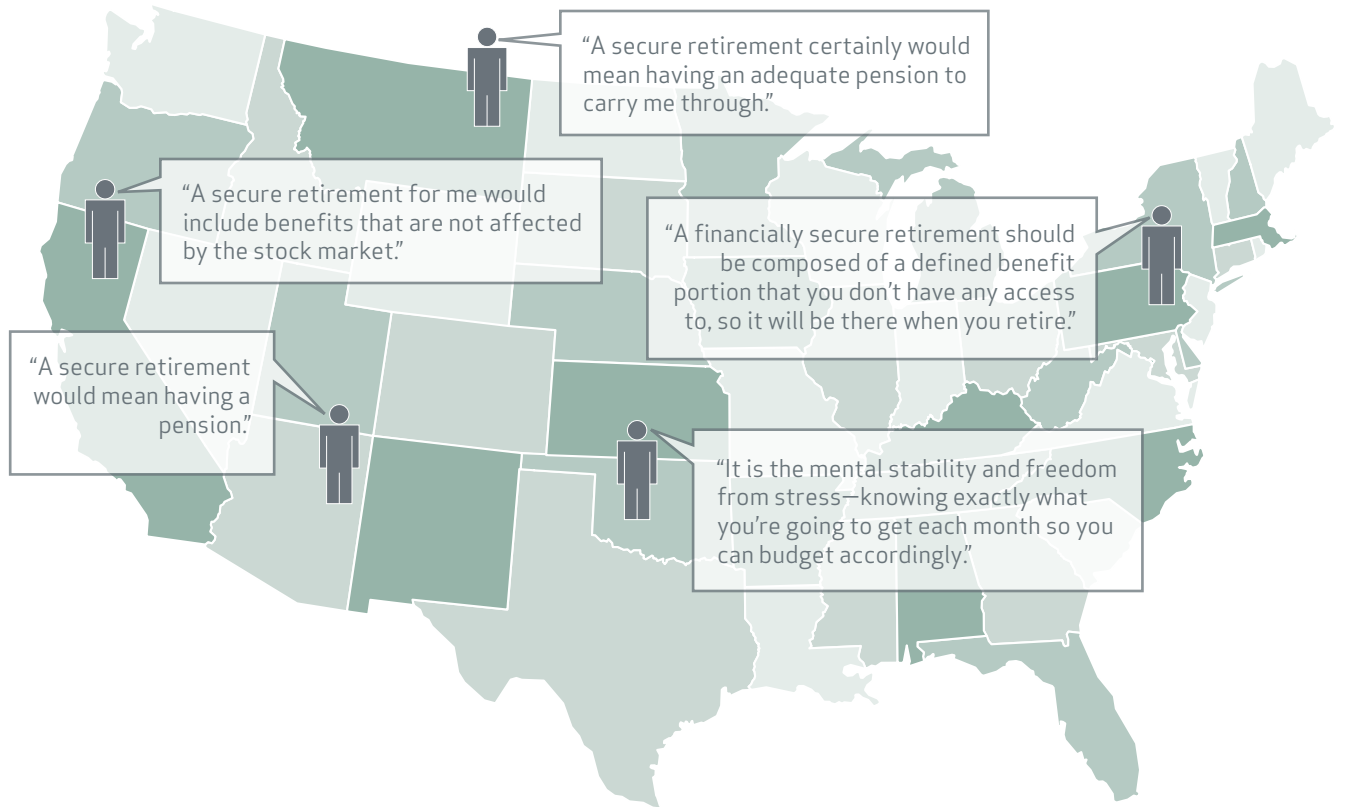 “A secure retirement certainly would
mean having an adequate pension to
carry me through.”
“A secure retirement for me would
include benefits that are not affected
by the stock market.”
“A financially secure retirement should
be composed of a defined benefit
portion that you don’t have any access
to, so it will be there when you retire.”
“A secure retirement
would mean having a
pension.”
“It is the mental stability and freedom
from stress—knowing exactly what
you’re going to get each month so you
can budget accordingly.”